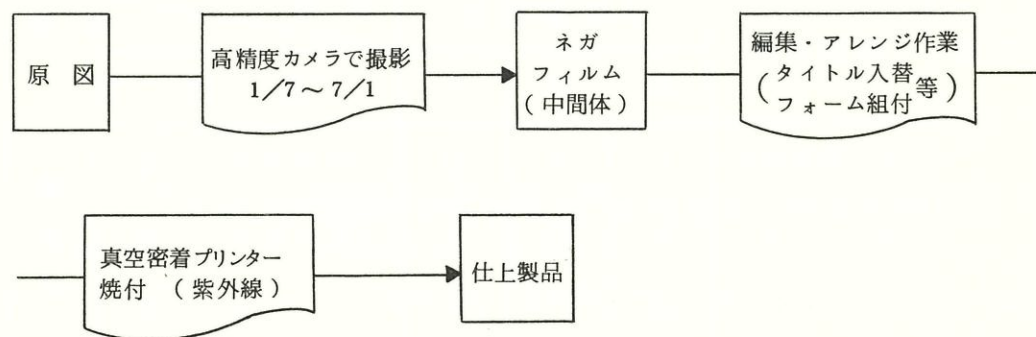 原 図
高精度カメラで撮影
1/7~7/1
ネガ
フィルム
(中間体)
編集・アレンジ作業
(タイトル入替
フォーム組付等)
真空密着プリンター
焼付 (紫外線)
仕上製品